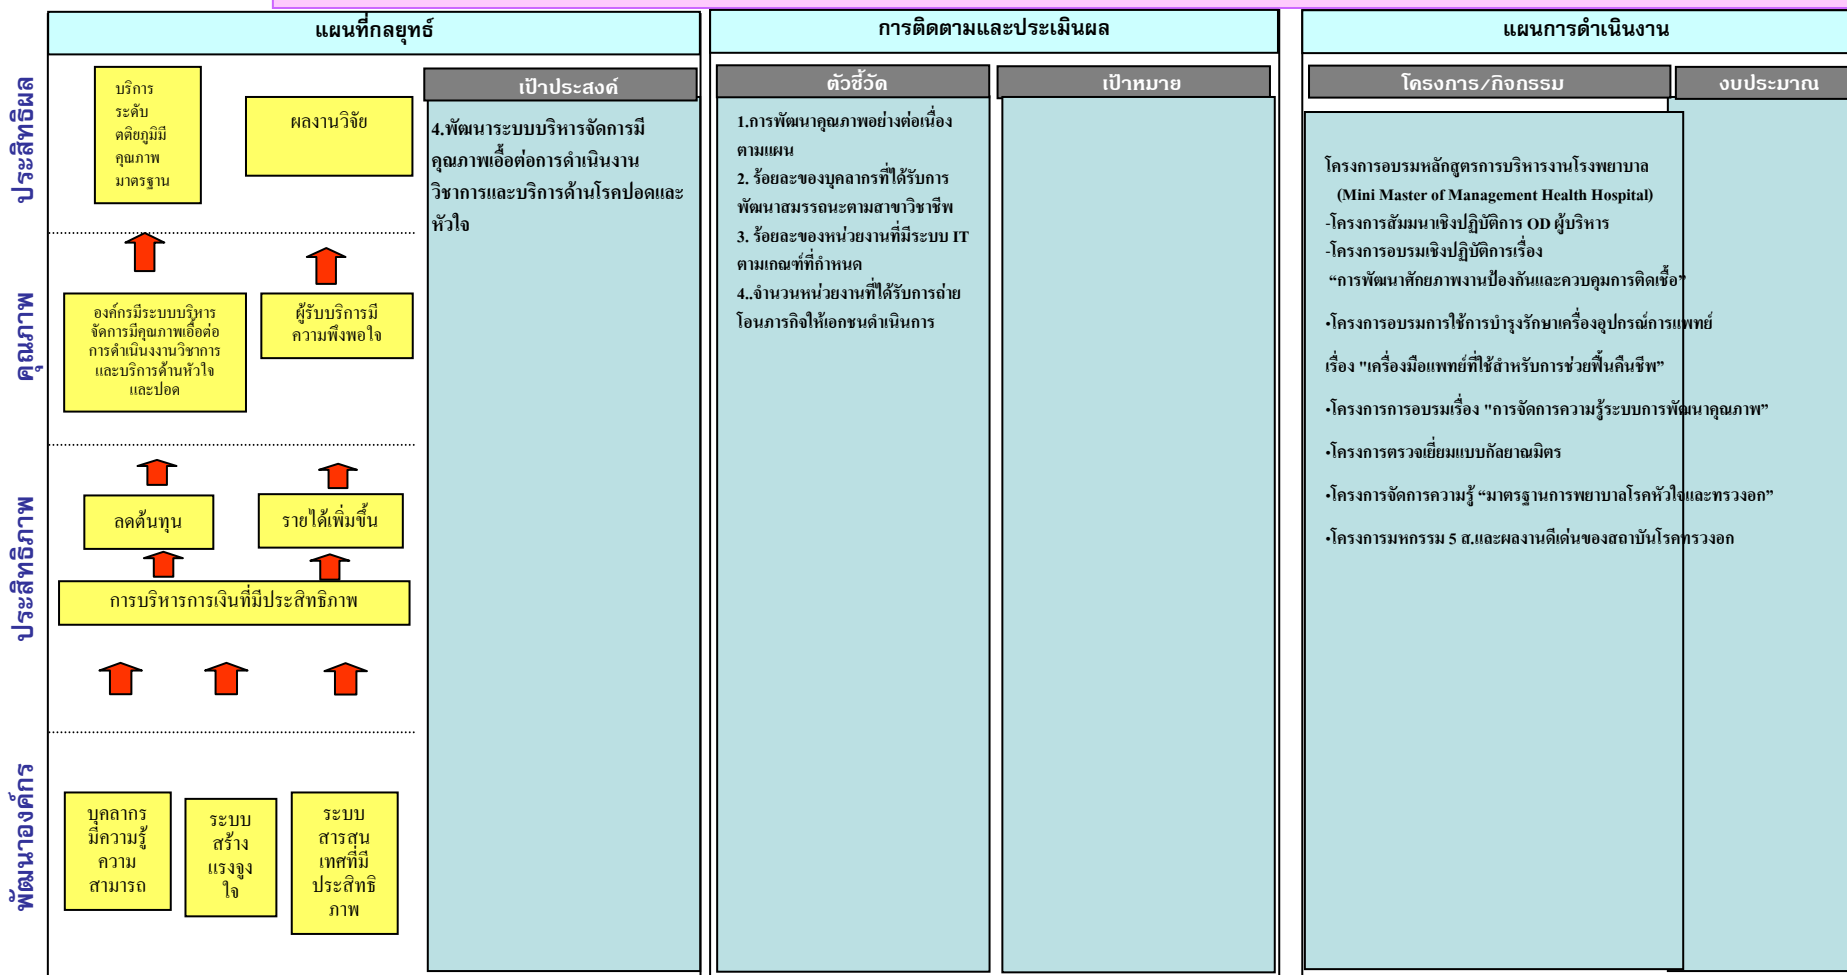 แผนที่กลยุทธ์
การติดตามและประเมินผล
แผนการดำเนินงาน
ประสิทธิผล
บริการ
ระดับ
ตติยภูมิมี
คุณภาพ
มาตรฐาน
ผลงานวิจัย
คุณภาพ
องค์กรมีระบบบริหาร
จัดการมีคุณภาพเอื้อต่อ
การดำเนินงงานวิชาการ
และบริการด้านหัวใจ
และปอด
ผู้รับบริการมี
ความพึงพอใจ
ประสิทธิภาพ
ลดต้นทุน
รายได้เพิ่มขึ้น
การบริหารการเงินที่มีประสิทธิภาพ
พัฒนาองค์กร
บุคลากร
มีความรู้
ความ
สามารถ
ระบบ
สร้าง
แรงจูง
ใจ
ระบบ
สารสน
เทศที่มี
ประสิทธิ
ภาพ
เป้าประสงค์
4.พัฒนาระบบบริหารจัดการมี
คุณภาพเอื้อต่อการดำเนินงาน
วิชาการและบริการด้านโรคปอดและ
หัวใจ
ตัวชี้วัด
1.การพัฒนาคุณภาพอย่างต่อเนื่อง
ตามแผน
2. ร้อยละของบุคลากรที่ได้รับการ
พัฒนาสมรรถนะตามสาขาวิชาชีพ
3. ร้อยละของหน่วยงานที่มีระบบ IT
ตามเกณฑ์ที่กำหนด
4..จำนวนหน่วยงานที่ได้รับการถ่าย
โอนภารกิจให้เอกชนดำเนินการ
เป้าหมาย
โครงการ/กิจกรรม
โครงการอบรมหลักสูตรการบริหารงานโรงพยาบาล
(Mini Master of Management Health Hospital)
-โครงการสัมมนาเชิงปฏิบัติการ OD ผู้บริหาร
-โครงการอบรมเชิงปฏิบัติการเรื่อง
“การพัฒนาศักยภาพงานป้องกันและควบคุมการติดเชื้อ”
•โครงการอบรมการใช้การบำรุงรักษาเครื่องอุปกรณ์การแพทย์
เรื่อง "เครื่องมือแพทย์ที่ใช้สำหรับการช่วยฟื้นคืนชีพ”
•โครงการการอบรมเรื่อง "การจัดการความรู้ระบบการพัฒนาคุณภาพ”
•โครงการตรวจเยี่ยมแบบกัลยาณมิตร
•โครงการจัดการความรู้ “มาตรฐานการพยาบาลโรคหัวใจและทรวงอก”
•โครงการมหกรรม 5 ส.และผลงานดีเด่นของสถาบันโรคทรวงอก
งบประมาณ